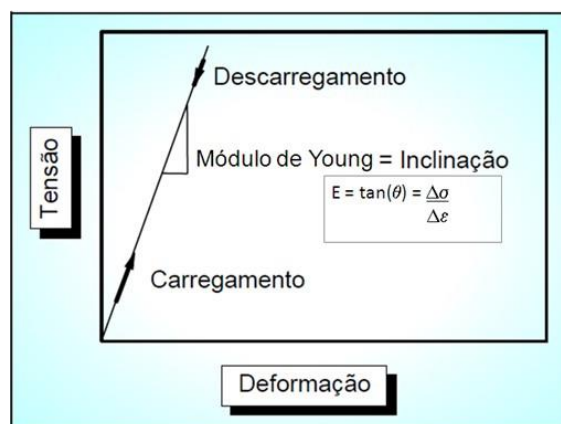 Descarregamento
Tensão
Módulo de Young = Inclinação
E = tan(θ) = Δσ
Δε
Carregamento
Deformação